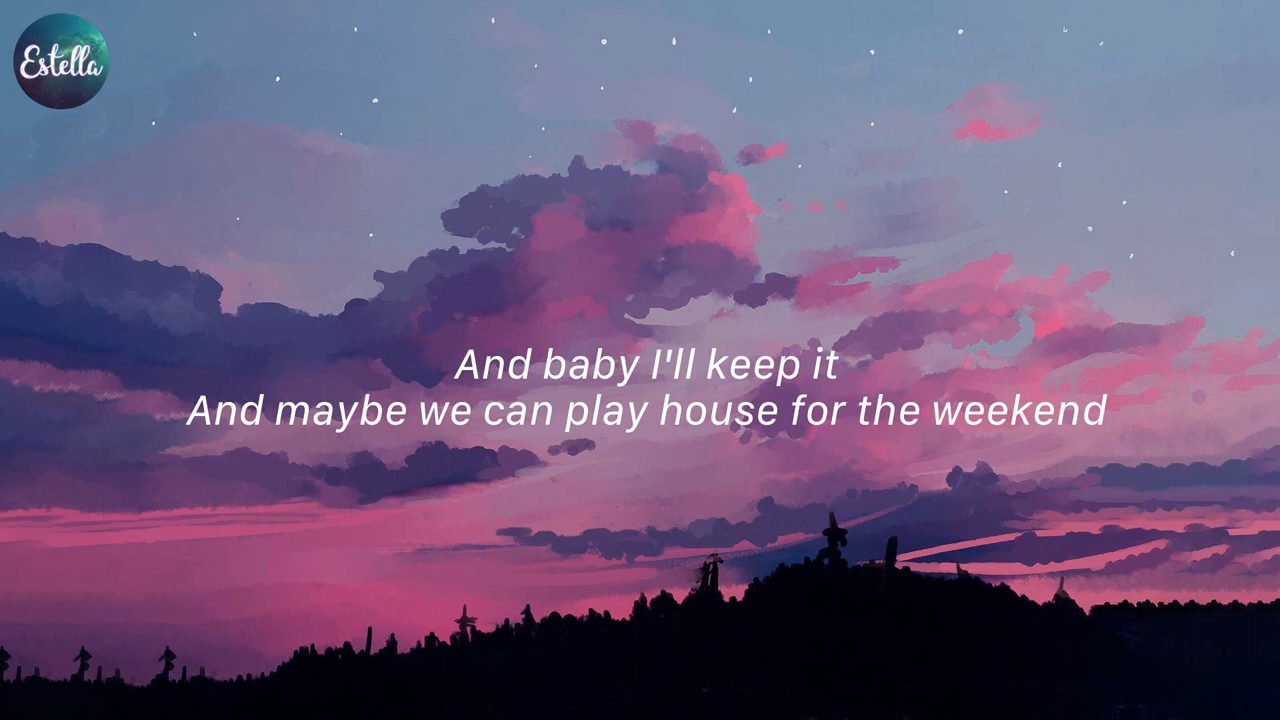 Estella
And baby I'll keep it
And maybe we can play house for the weekend